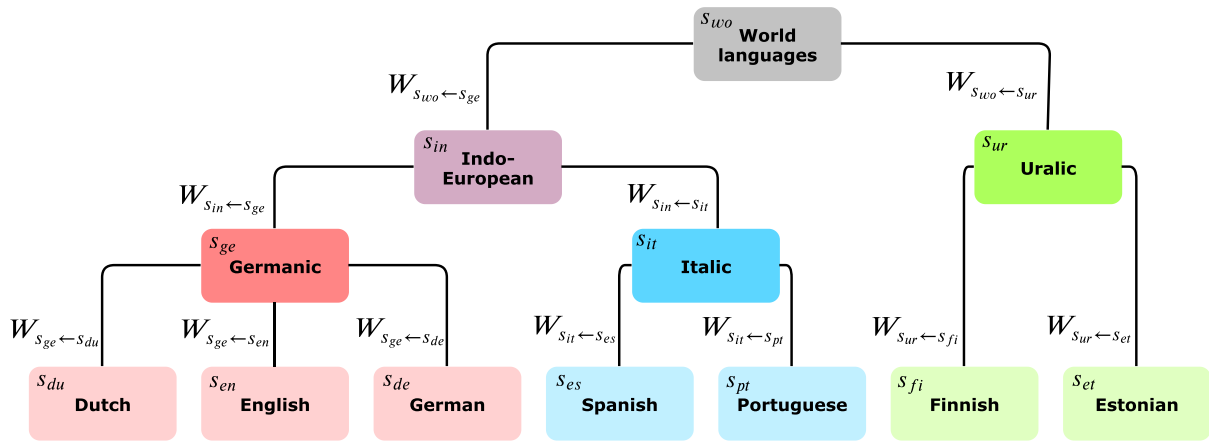 s_wo
World
languages
W_{s_wo←s_ge}
W_{s_wo←s_ur}
s_in
Indo-
European
s_ur
Uralic
W_{s_in←s_ge}
W_{s_in←s_it}
s_ge
Germanic
s_it
Italic
W_{s_ge←s_du}
W_{s_ge←s_en}
W_{s_ge←s_de}
W_{s_it←s_es}
W_{s_it←s_pt}
W_{s_ur←s_fi}
W_{s_ur←s_et}
s_du
Dutch
s_en
English
s_de
German
s_es
Spanish
s_pt
Portuguese
s_fi
Finnish
s_et
Estonian